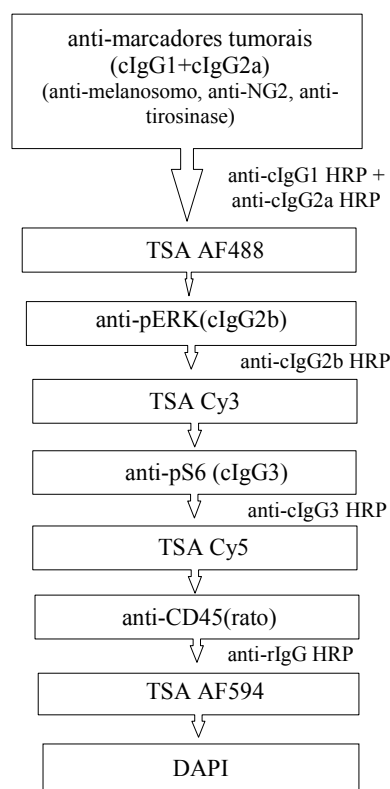 anti-marcadores tumorais
(cIgG1+cIgG2a)
(anti-melanosomo, anti-NG2, anti-
tirosinase)
anti-cIgG1 HRP +
anti-cIgG2a HRP
TSA AF488
anti-pERK(cIgG2b)
anti-cIgG2b HRP
TSA Cy3
anti-pS6 (cIgG3)
anti-cIgG3 HRP
TSA Cy5
anti-CD45(rato)
anti-rIgG HRP
TSA AF594
DAPI